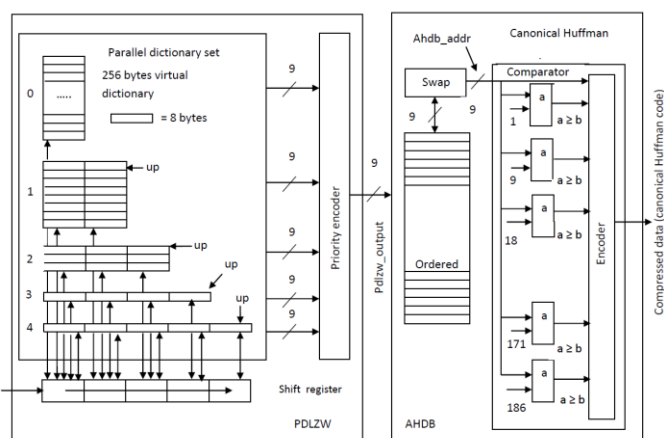 Parallel dictionary set
256 bytes virtual
dictionary
= 8 bytes
0
.....
1
up
2
up
3
up
4
up
9
9
9
9
9
Priority encoder
Shift register
PDLZW
9
Pdlzw_output
Ahdb_addr
Swap
9
9
Ordered
AHDB
Canonical Huffman
Comparator
a
1
a ≥ b
a
9
a ≥ b
a
18
a ≥ b
a
171
a ≥ b
a
186
a ≥ b
Encoder
Compressed data (canonical Huffman code)